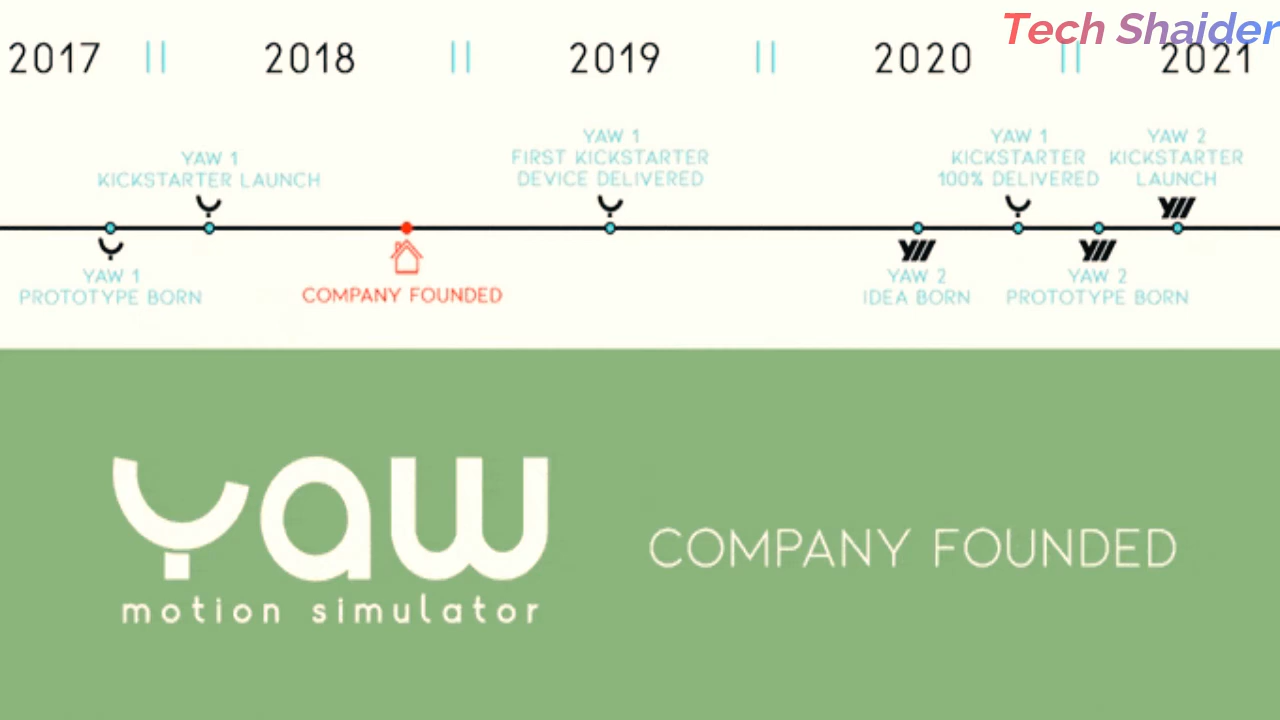 Tech Shaider
2017 || 2018 || 2019 || 2020 || 2021
YAW 1
KICKSTARTER LAUNCH
YAW 1
FIRST KICKSTARTER
DEVICE DELIVERED
YAW 1
KICKSTARTER
100% DELIVERED
YAW 2
KICKSTARTER
LAUNCH
YAW 1
PROTOTYPE BORN
COMPANY FOUNDED
YAW 2
IDEA BORN
YAW 2
PROTOTYPE BORN
yaw
motion simulator
COMPANY FOUNDED